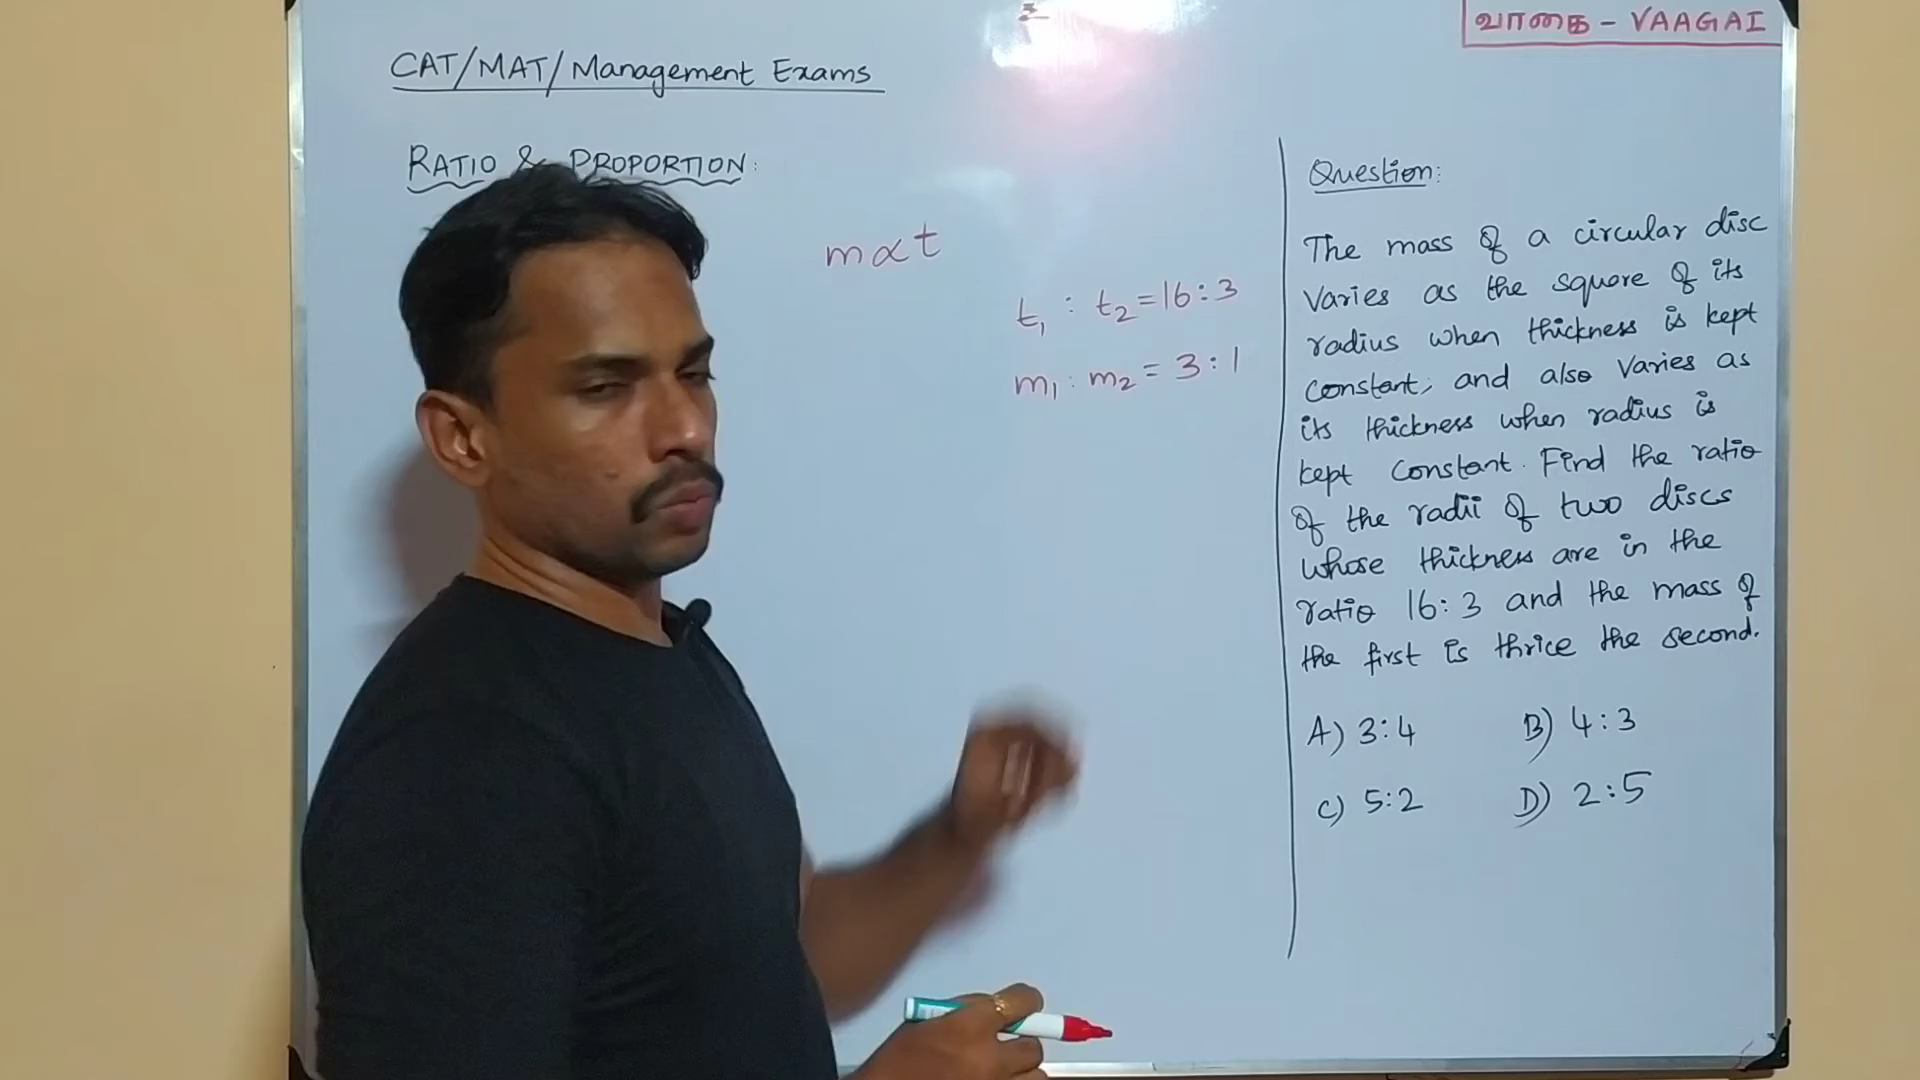 வாகை - VAAGAI
CAT/MAT/Management Exams
RATIO & PROPORTION:
m ∝ t
t₁ : t₂ = 16 : 3
m₁ : m₂ = 3 : 1
Question:
The mass of a circular disc
varies as the square of its
radius when thickness is kept
constant, and also varies as
its thickness when radius is
kept constant. Find the ratio
of the radii of two discs
whose thickness are in the
ratio 16:3 and the mass of
the first is thrice the second.
A) 3:4 B) 4:3
C) 5:2 D) 2:5